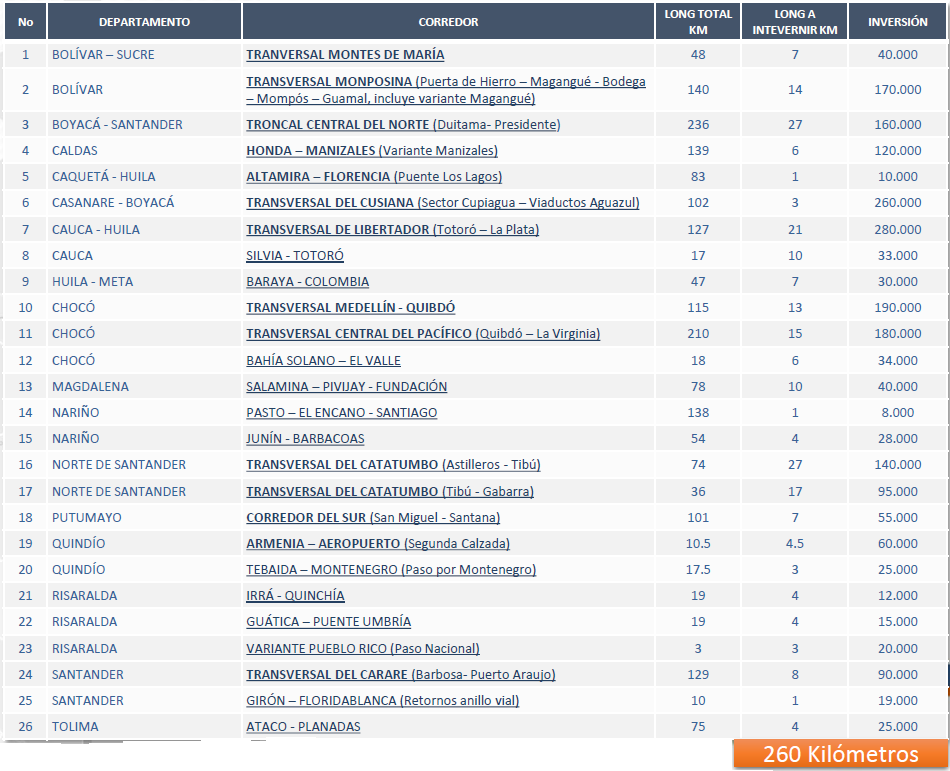 No DEPARTAMENTO CORREDOR LONG TOTAL KM LONG A INTEVERNIR KM INVERSIÓN
1 BOLÍVAR – SUCRE TRANVERSAL MONTES DE MARÍA 48 7 40.000
2 BOLÍVAR TRANSVERSAL MONPOSINA (Puerta de Hierro – Magangué - Bodega
– Mompós – Guamal, incluye variante Magangué) 140 14 170.000
3 BOYACÁ - SANTANDER TRONCAL CENTRAL DEL NORTE (Duitama- Presidente) 236 27 160.000
4 CALDAS HONDA – MANIZALES (Variante Manizales) 139 6 120.000
5 CAQUETÁ - HUILA ALTAMIRA – FLORENCIA (Puente Los Lagos) 83 1 10.000
6 CASANARE - BOYACÁ TRANSVERSAL DEL CUSIANA (Sector Cupiagua – Viaductos Aguazul) 102 3 260.000
7 CAUCA - HUILA TRANSVERSAL DE LIBERTADOR (Totoró – La Plata) 127 21 280.000
8 CAUCA SILVIA - TOTORÓ 17 10 33.000
9 HUILA - META BARAYA - COLOMBIA 47 7 30.000
10 CHOCÓ TRANSVERSAL MEDELLÍN - QUIBDÓ 115 13 190.000
11 CHOCÓ TRANSVERSAL CENTRAL DEL PACÍFICO (Quibdó – La Virginia) 210 15 180.000
12 CHOCÓ BAHÍA SOLANO – EL VALLE 18 6 34.000
13 MAGDALENA SALAMINA – PIVIJAY - FUNDACIÓN 78 10 40.000
14 NARIÑO PASTO – EL ENCANO - SANTIAGO 138 1 8.000
15 NARIÑO JUNÍN - BARBACOAS 54 4 28.000
16 NORTE DE SANTANDER TRANSVERSAL DEL CATATUMBO (Astilleros - Tibú) 74 27 140.000
17 NORTE DE SANTANDER TRANSVERSAL DEL CATATUMBO (Tibú - Gabarra) 36 17 95.000
18 PUTUMAYO CORREDOR DEL SUR (San Miguel - Santana) 101 7 55.000
19 QUINDÍO ARMENIA – AEROPUERTO (Segunda Calzada) 10.5 4.5 60.000
20 QUINDÍO TEBAIDA – MONTENEGRO (Paso por Montenegro) 17.5 3 25.000
21 RISARALDA IRRÁ - QUINCHÍA 19 4 12.000
22 RISARALDA GUÁTICA – PUENTE UMBRÍA 19 4 15.000
23 RISARALDA VARIANTE PUEBLO RICO (Paso Nacional) 3 3 20.000
24 SANTANDER TRANSVERSAL DEL CARARE (Barbosa- Puerto Araujo) 129 8 90.000
25 SANTANDER GIRÓN – FLORIDABLANCA (Retornos anillo vial) 10 1 19.000
26 TOLIMA ATACO - PLANADAS 75 4 25.000
260 Kilómetros